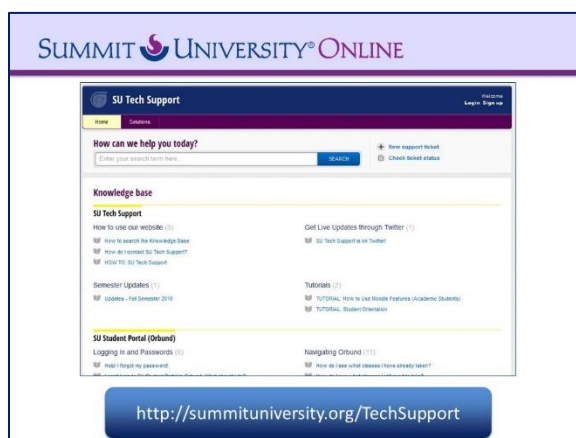 SUMMIT UNIVERSITY® ONLINE
SU Tech Support
Welcome
Login Sign up
Home Solutions
How can we help you today?
Enter your search term here...
SEARCH
New support ticket
Check ticket status
Knowledge base
SU Tech Support
How to use our website (3)
How to search the Knowledge Base
How do I contact SU Tech Support?
HOW TO: SU Tech Support
Get Live Updates through Twitter (1)
SU Tech Support is on Twitter!
Semester Updates (1)
Updates - Fall Semester 2015
Tutorials (2)
TUTORIAL: How to Use Moodle Features (Academic Students)
TUTORIAL: Student Orientation
SU Student Portal (Orbund)
Logging In and Passwords (5)
Help! I forgot my password!
Navigating Orbund (11)
How do I see what classes I have already taken?
http://summituniversity.org/TechSupport